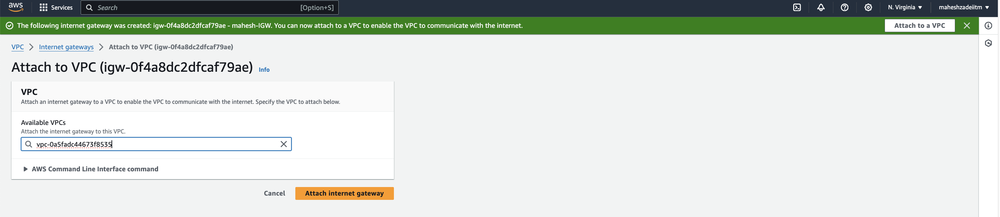 aws Services Search [Option+S] N. Virginia maheshzadeiitm
The following internet gateway was created: igw-0f4a8dc2dfcaf79ae - mahesh-IGW. You can now attach to a VPC to enable the VPC to communicate with the internet. Attach to a VPC
VPC Internet gateways Attach to VPC (igw-0f4a8dc2dfcaf79ae)
Attach to VPC (igw-0f4a8dc2dfcaf79ae) Info
VPC
Attach an internet gateway to a VPC to enable the VPC to communicate with the internet. Specify the VPC to attach below.
Available VPCs
Attach the internet gateway to this VPC.
vpc-0a5fadc44673f8535
AWS Command Line Interface command
Cancel Attach internet gateway